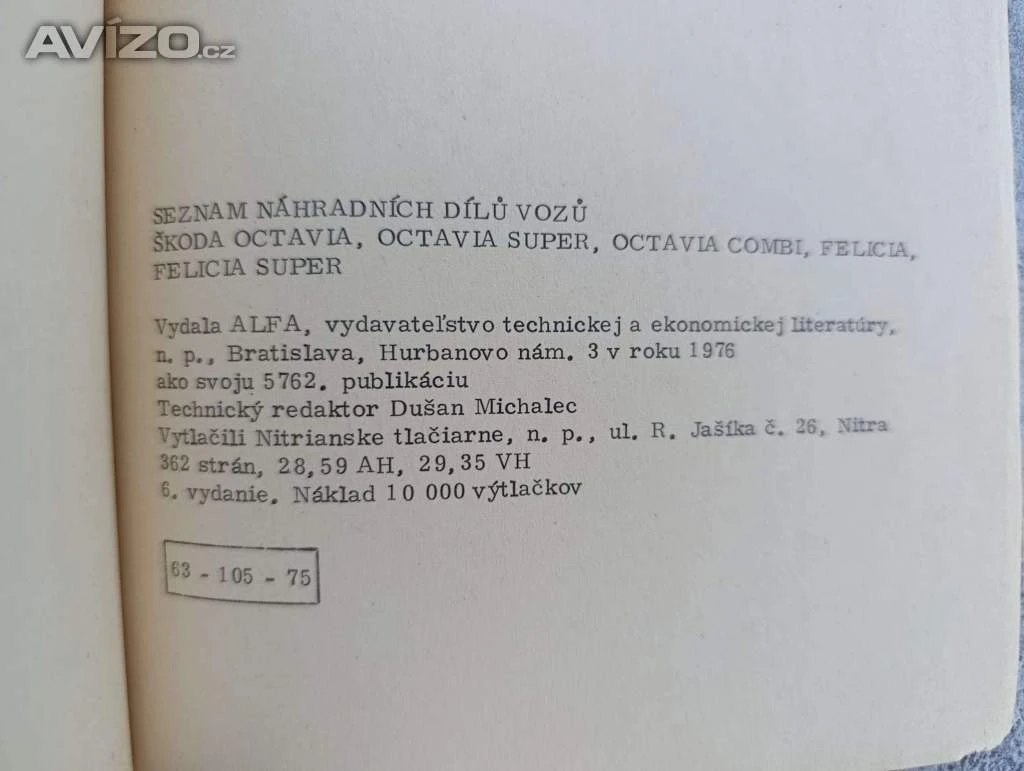 AVÍZO.cz
SEZNAM NÁHRADNÍCH DÍLŮ VOZŮ
ŠKODA OCTAVIA, OCTAVIA SUPER, OCTAVIA COMBI, FELICIA,
FELICIA SUPER
Vydala ALFA, vydavateľstvo technickej a ekonomickej literatúry,
n. p., Bratislava, Hurbanovo nám. 3 v roku 1976
ako svoju 5762. publikáciu
Technický redaktor Dušan Michalec
Vytlačili Nitrianske tlačiarne, n. p., ul. R. Jašíka č. 26, Nitra
362 strán, 28,59 AH, 29,35 VH
6. vydanie. Náklad 10 000 výtlačkov
63 - 105 - 75